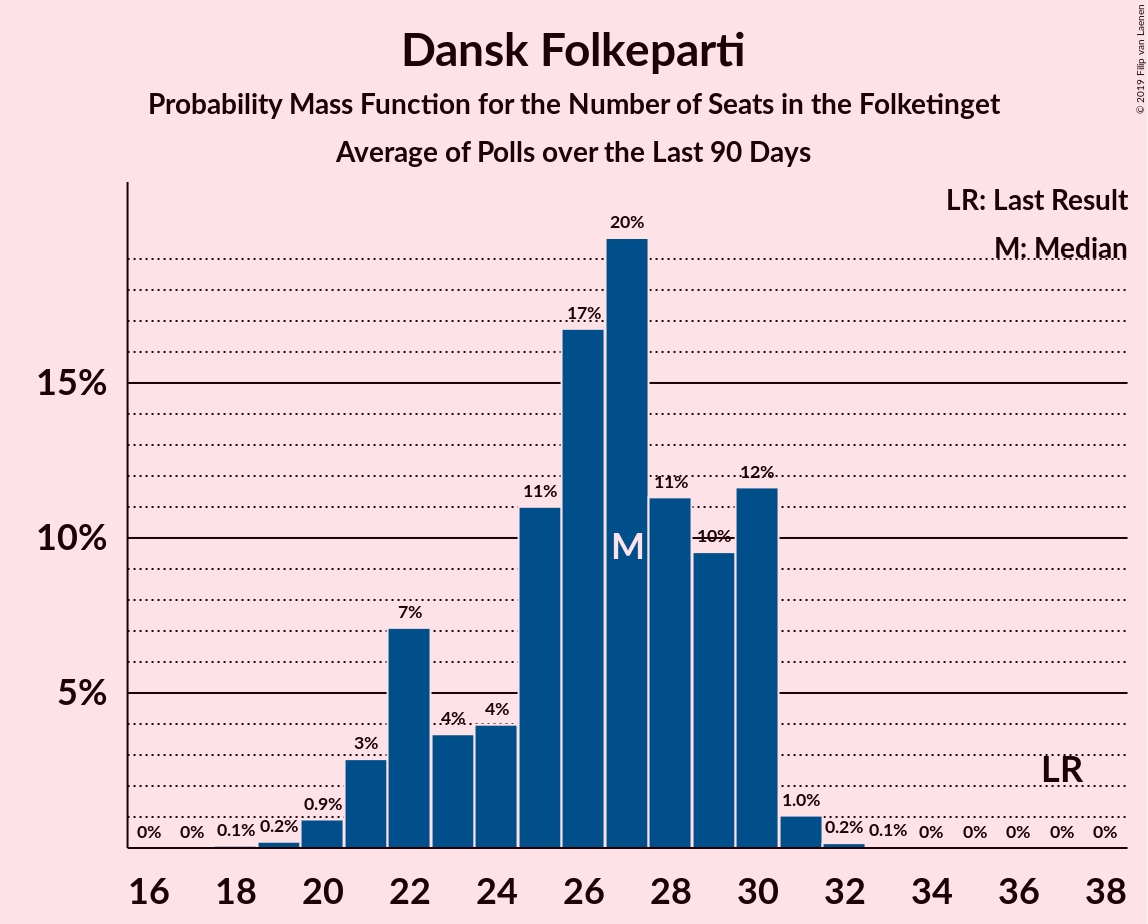 Dansk Folkeparti
Probability Mass Function for the Number of Seats in the Folketinget
Average of Polls over the Last 90 Days
© 2019 Filip van Laenen
LR: Last Result
M: Median
15%
10%
5%
0%
0%
0.1%
0.2%
0.9%
3%
7%
4%
4%
11%
17%
20%
11%
10%
12%
1.0%
0.2%
0.1%
0%
0%
0%
0%
0%
M
LR
16 18 20 22 24 26 28 30 32 34 36 38